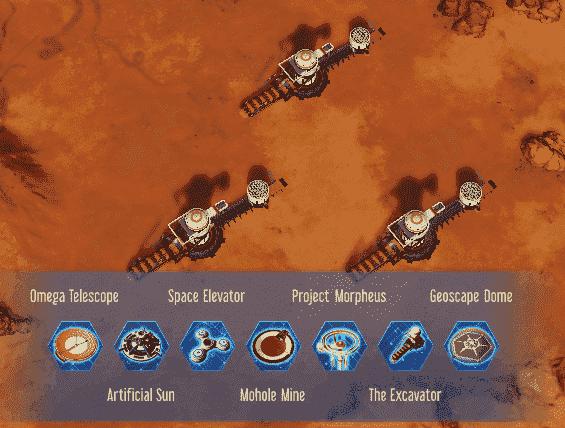 Omega Telescope Space Elevator Project Morpheus Geoscape Dome
Artificial Sun Mohole Mine The Excavator